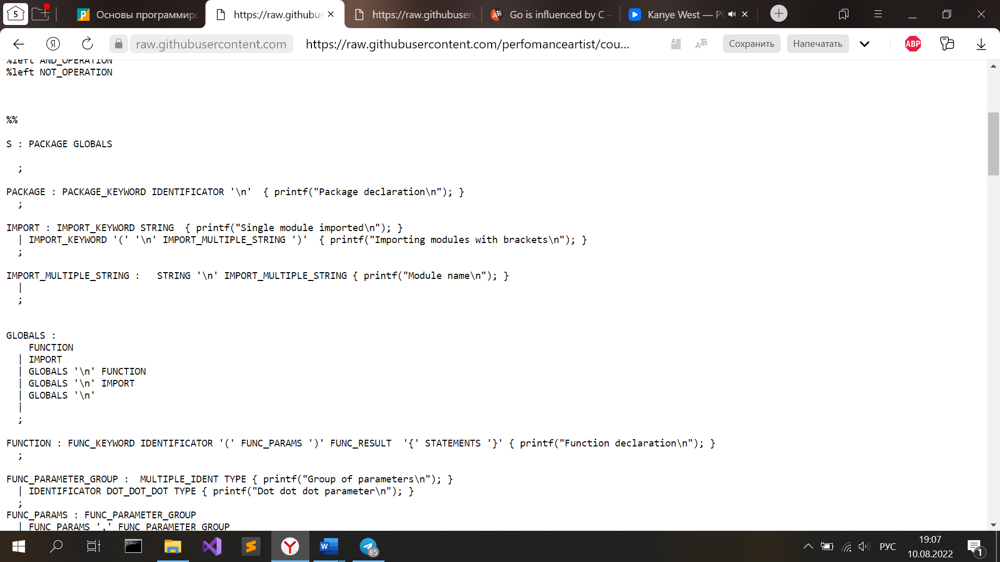 5
Основы программирс
https://raw.githubus
https://raw.githubuserc
Go is influenced by C -
Kanye West — PO
raw.githubusercontent.com
https://raw.githubusercontent.com/perfomanceartist/cou...
Сохранить
Напечатать
ABP
%left AND_OPERATION
%left NOT_OPERATION
%%
S : PACKAGE GLOBALS
;
PACKAGE : PACKAGE_KEYWORD IDENTIFICATOR '\n'  { printf("Package declaration\n"); }
;
IMPORT : IMPORT_KEYWORD STRING  { printf("Single module imported\n"); }
| IMPORT_KEYWORD '(' '\n' IMPORT_MULTIPLE_STRING ')'  { printf("Importing modules with brackets\n"); }
;
IMPORT_MULTIPLE_STRING :   STRING '\n' IMPORT_MULTIPLE_STRING { printf("Module name\n"); }
|
;
GLOBALS :
FUNCTION
| IMPORT
| GLOBALS '\n' FUNCTION
| GLOBALS '\n' IMPORT
| GLOBALS '\n'
|
;
FUNCTION : FUNC_KEYWORD IDENTIFICATOR '(' FUNC_PARAMS ')' FUNC_RESULT  '{' STATEMENTS '}' { printf("Function declaration\n"); }
;
FUNC_PARAMETER_GROUP :  MULTIPLE_IDENT TYPE { printf("Group of parameters\n"); }
| IDENTIFICATOR DOT_DOT_DOT TYPE { printf("Dot dot dot parameter\n"); }
;
FUNC_PARAMS : FUNC_PARAMETER_GROUP
| FUNC_PARAMS ',' FUNC_PARAMETER_GROUP
85
РУС
19:07
10.08.2022
1